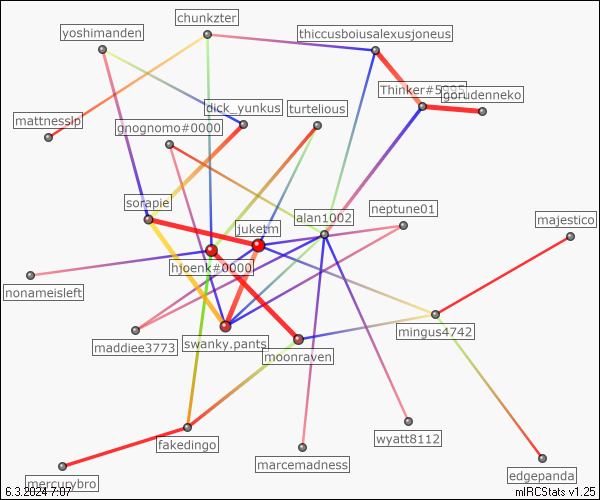 chunkzter
yoshimanden
thiccusboiusalexusjoneus
Thinker#5995
gorudenneko
mattnesslp
dick_yunkus
turtelious
gnognomo#0000
sorapie
juketm
alan1002
neptune01
majestico
hjoenk#0000
nonameisleft
maddiee3773
swanky.pants
moonraven
mingus4742
fakedingo
wyatt8112
marcemadness
mercurybro
edgepanda
6.3.2024 7:07
mIRCStats v1.25